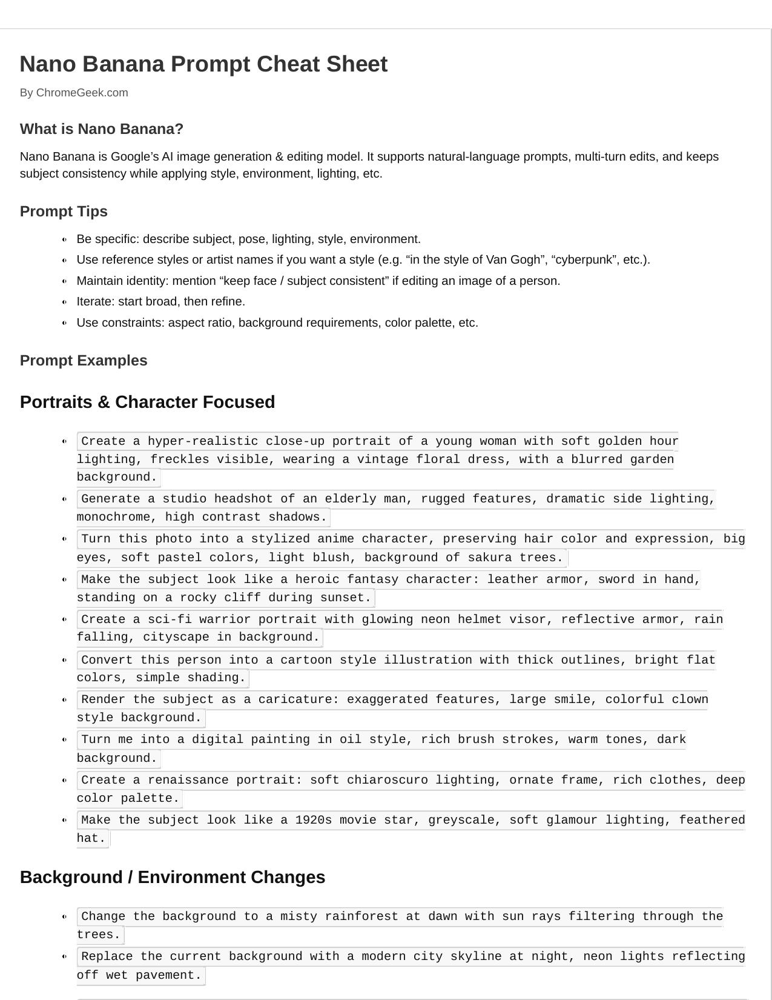 Nano Banana Prompt Cheat Sheet
By ChromeGeek.com
What is Nano Banana?
Nano Banana is Google’s AI image generation & editing model. It supports natural-language prompts, multi-turn edits, and keeps
subject consistency while applying style, environment, lighting, etc.
Prompt Tips
Be specific: describe subject, pose, lighting, style, environment.
Use reference styles or artist names if you want a style (e.g. “in the style of Van Gogh”, “cyberpunk”, etc.).
Maintain identity: mention “keep face / subject consistent” if editing an image of a person.
Iterate: start broad, then refine.
Use constraints: aspect ratio, background requirements, color palette, etc.
Prompt Examples
Portraits & Character Focused
Create a hyper-realistic close-up portrait of a young woman with soft golden hour
lighting, freckles visible, wearing a vintage floral dress, with a blurred garden
background.
Generate a studio headshot of an elderly man, rugged features, dramatic side lighting,
monochrome, high contrast shadows.
Turn this photo into a stylized anime character, preserving hair color and expression, big
eyes, soft pastel colors, light blush, background of sakura trees.
Make the subject look like a heroic fantasy character: leather armor, sword in hand,
standing on a rocky cliff during sunset.
Create a sci-fi warrior portrait with glowing neon helmet visor, reflective armor, rain
falling, cityscape in background.
Convert this person into a cartoon style illustration with thick outlines, bright flat
colors, simple shading.
Render the subject as a caricature: exaggerated features, large smile, colorful clown
style background.
Turn me into a digital painting in oil style, rich brush strokes, warm tones, dark
background.
Create a renaissance portrait: soft chiaroscuro lighting, ornate frame, rich clothes, deep
color palette.
Make the subject look like a 1920s movie star, greyscale, soft glamour lighting, feathered
hat.
Background / Environment Changes
Change the background to a misty rainforest at dawn with sun rays filtering through the
trees.
Replace the current background with a modern city skyline at night, neon lights reflecting
off wet pavement.